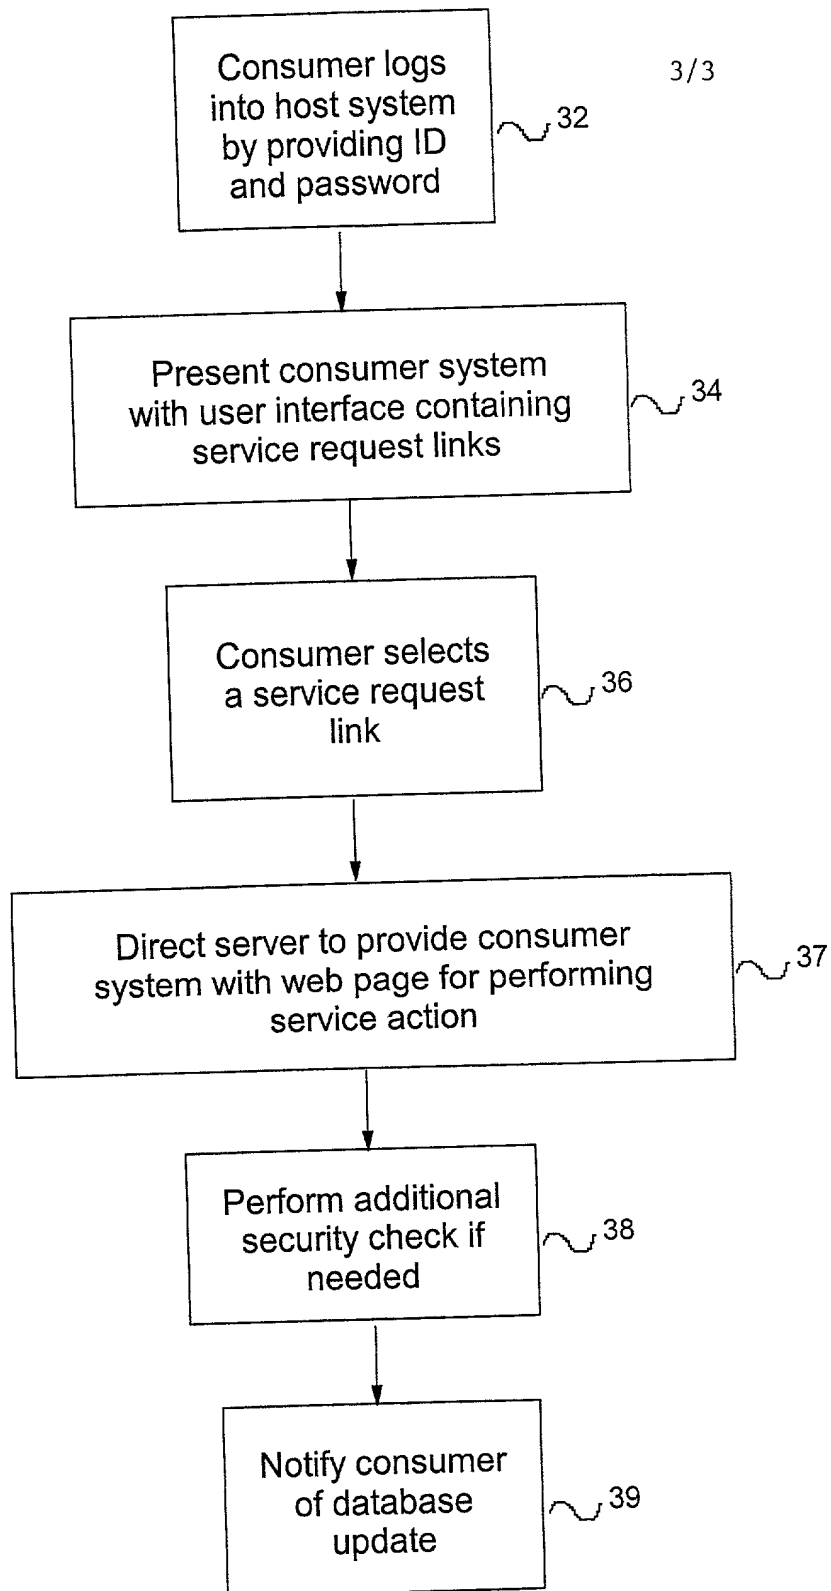 3/3
Consumer logs
into host system
by providing ID
and password
32
Present consumer system
with user interface containing
service request links
34
Consumer selects
a service request
link
36
Direct server to provide consumer
system with web page for performing
service action
37
Perform additional
security check if
needed
38
Notify consumer
of database
update
39